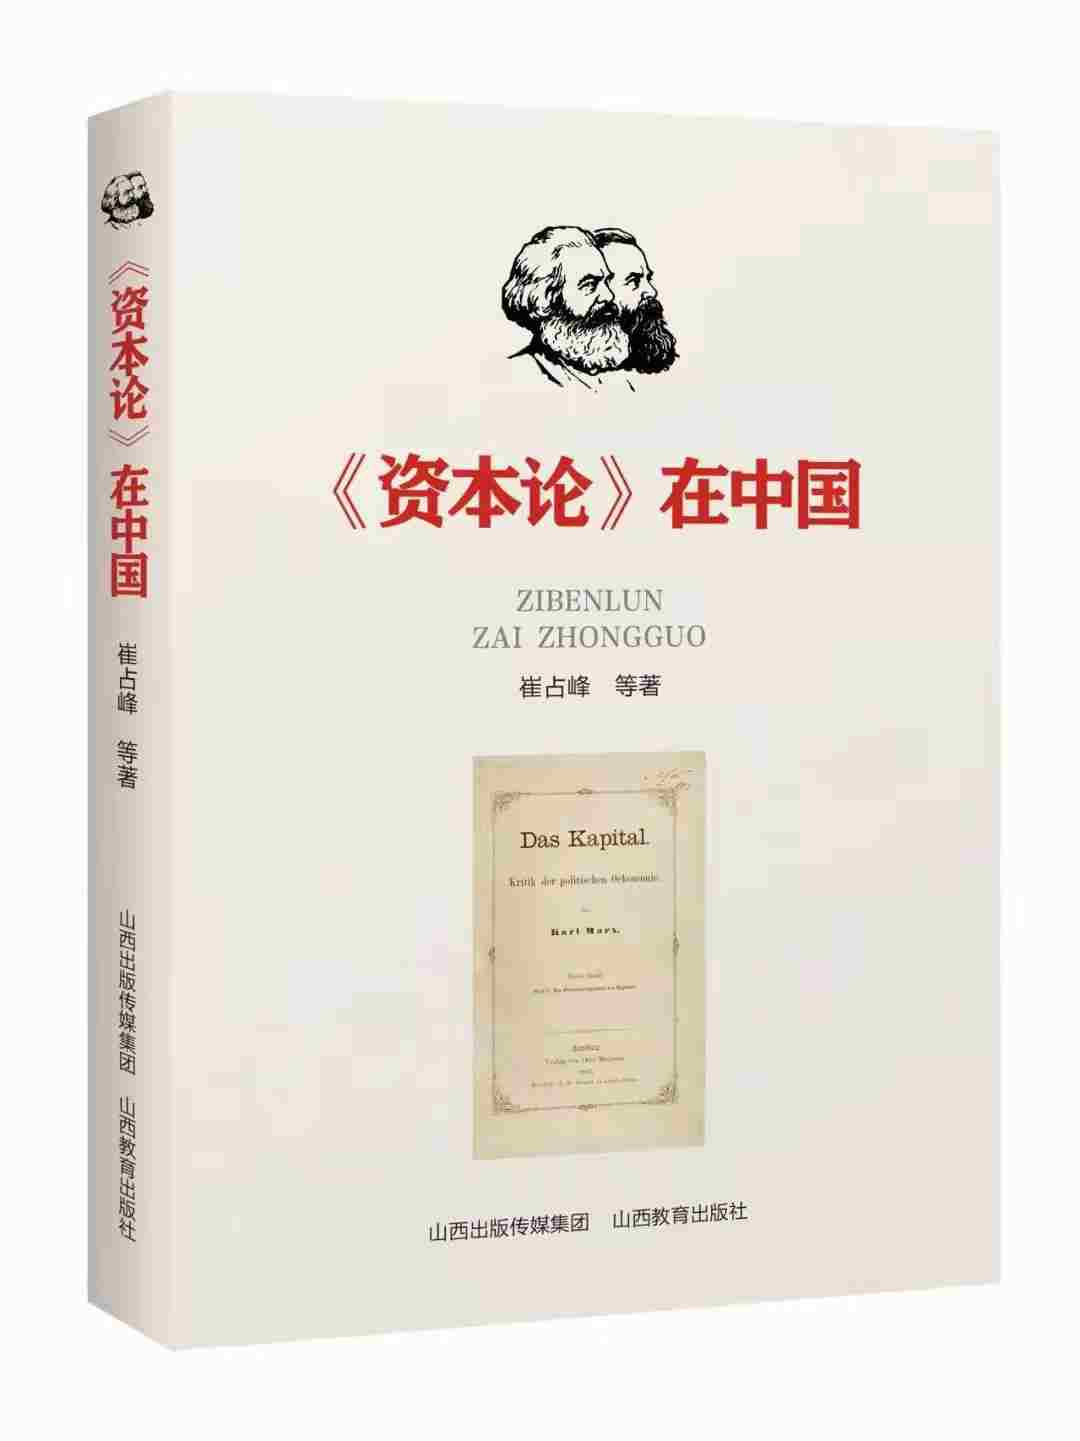 《资本论》在中国
崔占峰 等著
山西出版传媒集团 山西教育出版社
《资本论》在中国
ZIBENLUN
ZAI ZHONGGUO
崔占峰 等著
Das Kapital.
Kritik der politischen Oekonomie.
Karl Marx.
山西出版传媒集团 山西教育出版社